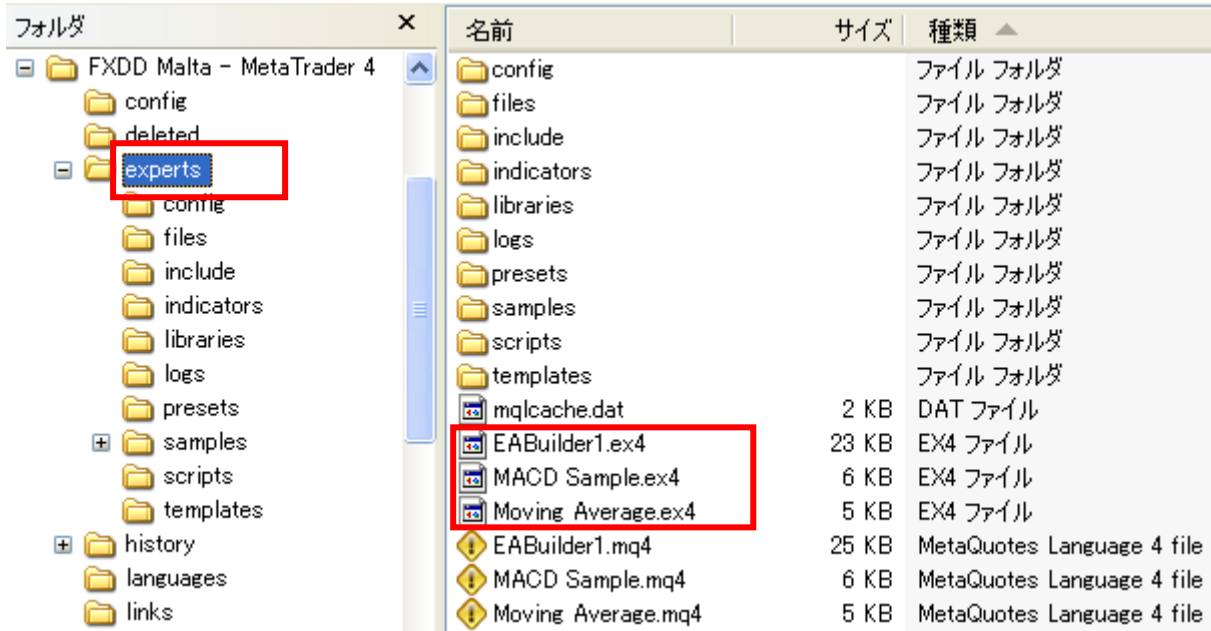 フォルダ
FXDD Malta - MetaTrader 4
config
deleted
experts
config
files
include
indicators
libraries
logs
presets
samples
scripts
templates
history
languages
links
名前 サイズ 種類
config ファイル フォルダ
files ファイル フォルダ
include ファイル フォルダ
indicators ファイル フォルダ
libraries ファイル フォルダ
logs ファイル フォルダ
presets ファイル フォルダ
samples ファイル フォルダ
scripts ファイル フォルダ
templates ファイル フォルダ
mqlcache.dat 2 KB DAT ファイル
EABuilder1.ex4 23 KB EX4 ファイル
MACD Sample.ex4 6 KB EX4 ファイル
Moving Average.ex4 5 KB EX4 ファイル
EABuilder1.mq4 25 KB MetaQuotes Language 4 file
MACD Sample.mq4 6 KB MetaQuotes Language 4 file
Moving Average.mq4 5 KB MetaQuotes Language 4 file